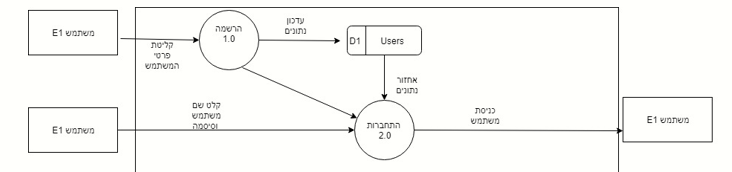 משתמש E1
קליטת
פרטי
המשתמש
הרשמה
1.0
עדכון
נתונים
D1 Users
אחזור
נתונים
משתמש E1
קלט שם
משתמש
וסיסמה
התחברות
2.0
כניסת
משתמש
משתמש E1